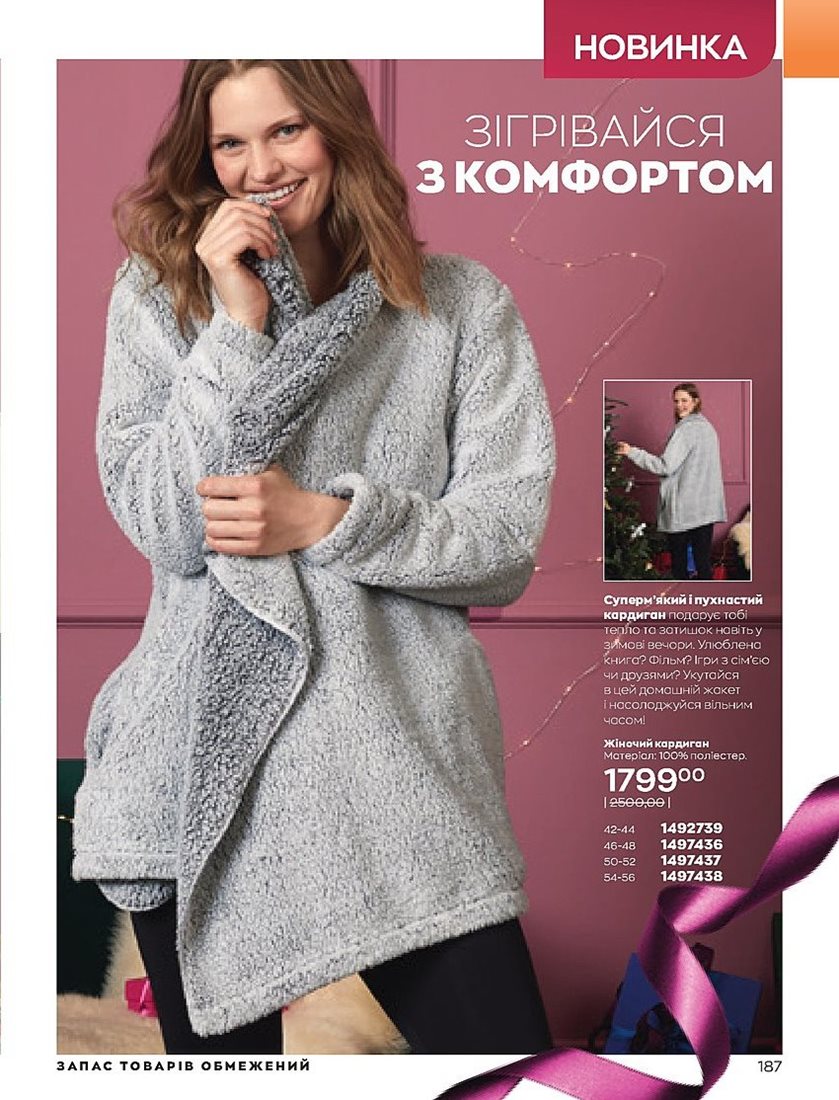 НОВИНКА
ЗІГРІВАЙСЯ
З КОМФОРТОМ
Суперм'який і пухнастий
кардиган подарує тобі
тепло та затишок навіть у
зимові вечори. Улюблена
книга? Фільм? Ігри з сім'єю
чи друзями? Укутайся
в цей домашній жакет
і насолоджуйся вільним
часом!
Жіночий кардиган
Матеріал: 100% поліестер.
1799⁰⁰
| 2500,00 |
42-44 1492739
46-48 1497436
50-52 1497437
54-56 1497438
ЗАПАС ТОВАРІВ ОБМЕЖЕНИЙ
187